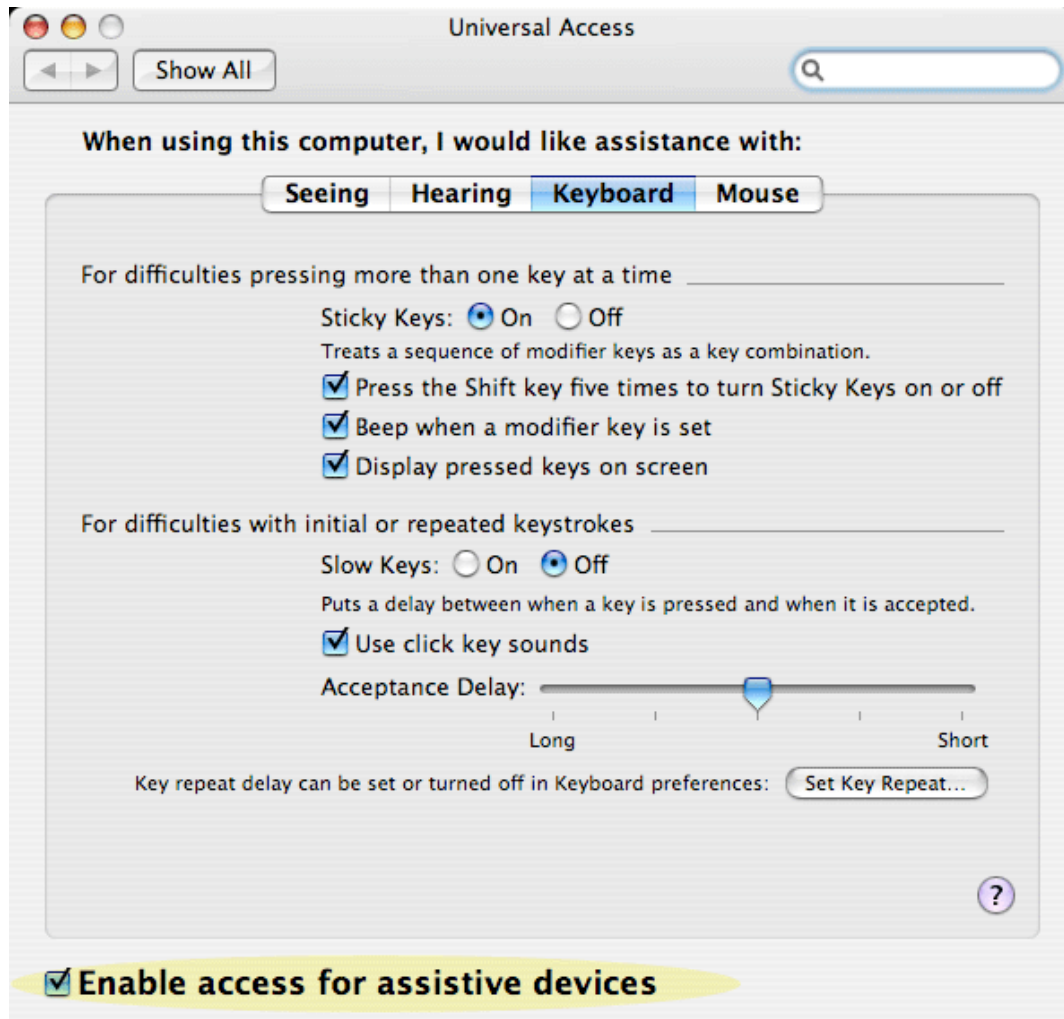 Universal Access
Show All
When using this computer, I would like assistance with:
Seeing Hearing Keyboard Mouse
For difficulties pressing more than one key at a time
Sticky Keys: On Off
Treats a sequence of modifier keys as a key combination.
Press the Shift key five times to turn Sticky Keys on or off
Beep when a modifier key is set
Display pressed keys on screen
For difficulties with initial or repeated keystrokes
Slow Keys: On Off
Puts a delay between when a key is pressed and when it is accepted.
Use click key sounds
Acceptance Delay:
Long Short
Key repeat delay can be set or turned off in Keyboard preferences: Set Key Repeat...
?
Enable access for assistive devices